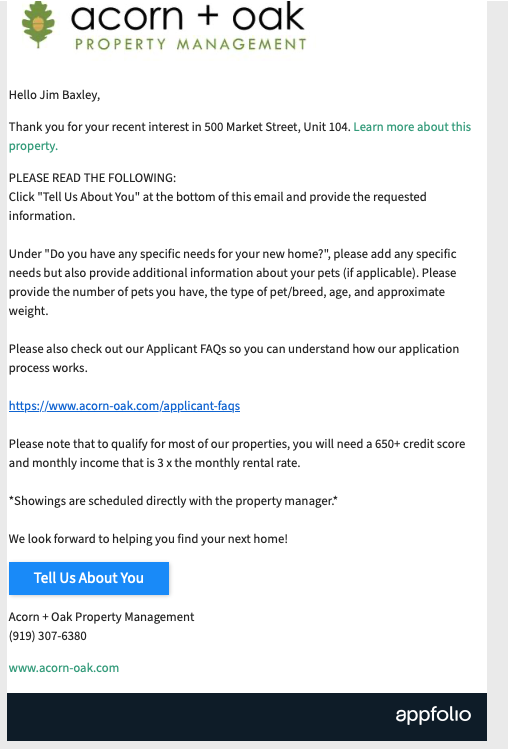 acorn + oak
PROPERTY MANAGEMENT
Hello Jim Baxley,
Thank you for your recent interest in 500 Market Street, Unit 104. Learn more about this
property.
PLEASE READ THE FOLLOWING:
Click "Tell Us About You" at the bottom of this email and provide the requested
information.
Under "Do you have any specific needs for your new home?", please add any specific
needs but also provide additional information about your pets (if applicable). Please
provide the number of pets you have, the type of pet/breed, age, and approximate
weight.
Please also check out our Applicant FAQs so you can understand how our application
process works.
https://www.acorn-oak.com/applicant-faqs
Please note that to qualify for most of our properties, you will need a 650+ credit score
and monthly income that is 3 x the monthly rental rate.
*Showings are scheduled directly with the property manager.*
We look forward to helping you find your next home!
Tell Us About You
Acorn + Oak Property Management
(919) 307-6380
www.acorn-oak.com
appfolio